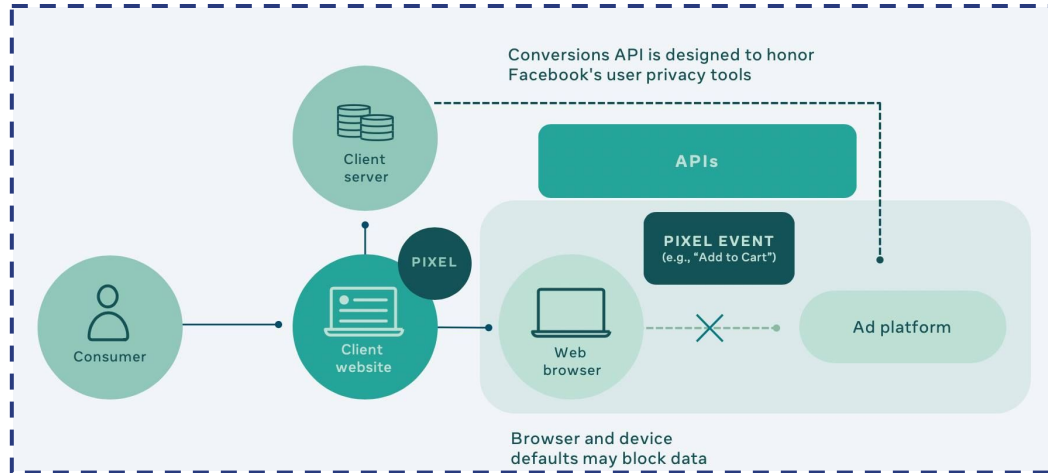 Conversions API is designed to honor
Facebook's user privacy tools
Client
server
APIs
PIXEL EVENT
(e.g., “Add to Cart”)
PIXEL
Consumer
Client
website
Web
browser
Ad platform
Browser and device
defaults may block data